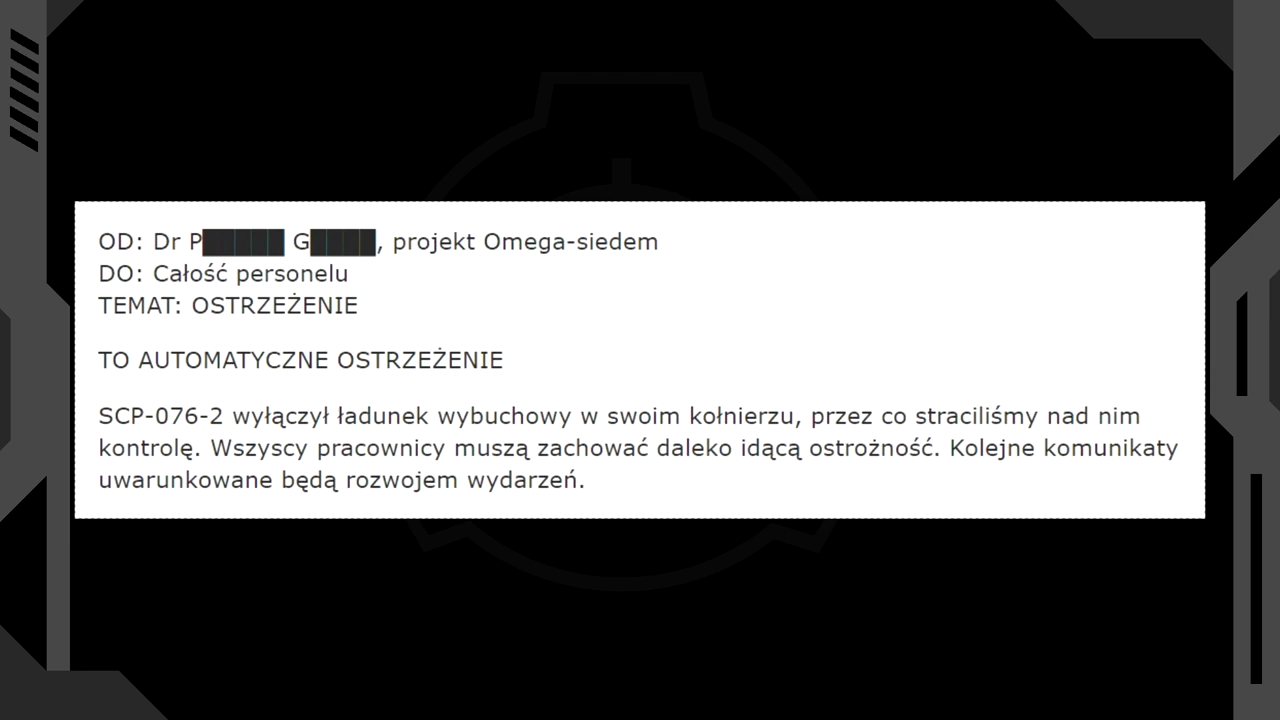 OD: Dr P█████ G████, projekt Omega-siedem
DO: Całość personelu
TEMAT: OSTRZEŻENIE
TO AUTOMATYCZNE OSTRZEŻENIE
SCP-076-2 wyłączył ładunek wybuchowy w swoim kołnierzu, przez co straciliśmy nad nim
kontrolę. Wszyscy pracownicy muszą zachować daleko idącą ostrożność. Kolejne komunikaty
uwarunkowane będą rozwojem wydarzeń.